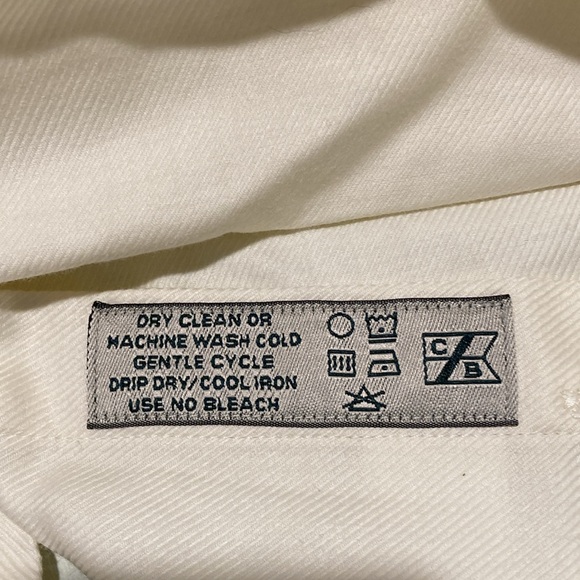 DRY CLEAN OR
MACHINE WASH COLD
GENTLE CYCLE
DRIP DRY/COOL IRON
USE NO BLEACH
C
B